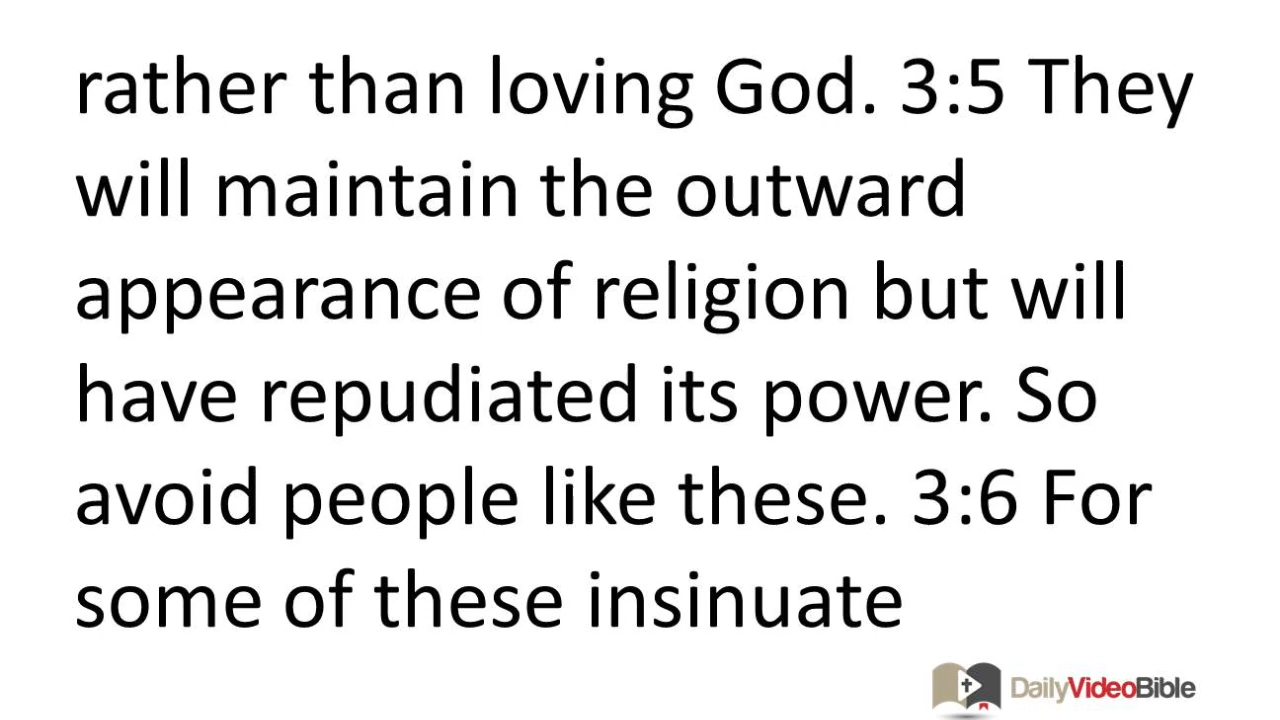 rather than loving God. 3:5 They
will maintain the outward
appearance of religion but will
have repudiated its power. So
avoid people like these. 3:6 For
some of these insinuate
DailyVideoBible